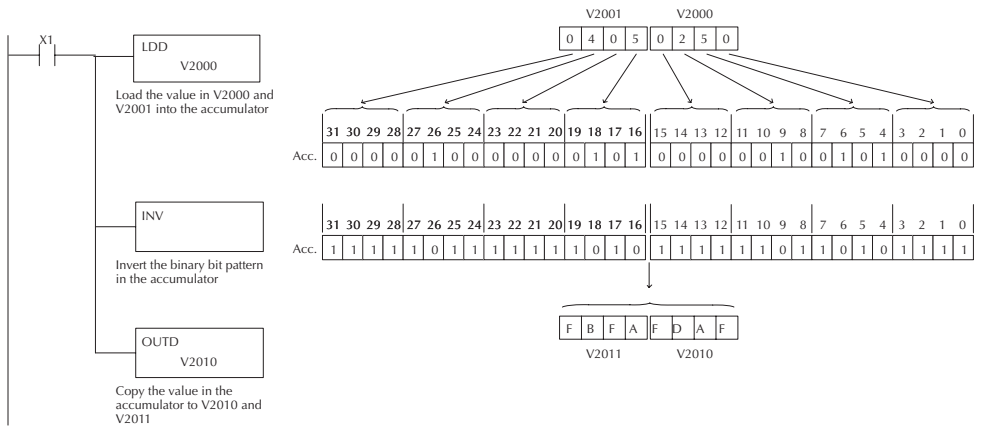 X1
LDD
V2000
Load the value in V2000 and
V2001 into the accumulator
INV
Invert the binary bit pattern
in the accumulator
OUTD
V2010
Copy the value in the
accumulator to V2010 and
V2011
V2001 V2000
0 4 0 5 0 2 5 0
31 30 29 28 27 26 25 24 23 22 21 20 19 18 17 16 15 14 13 12 11 10 9 8 7 6 5 4 3 2 1 0
Acc. 0 0 0 0 0 1 0 0 0 0 0 0 0 1 0 1 0 0 0 0 0 0 1 0 0 1 0 1 0 0 0 0
31 30 29 28 27 26 25 24 23 22 21 20 19 18 17 16 15 14 13 12 11 10 9 8 7 6 5 4 3 2 1 0
Acc. 1 1 1 1 1 0 1 1 1 1 1 1 1 0 1 0 1 1 1 1 1 1 0 1 1 0 1 0 1 1 1 1
F B F A F D A F
V2011 V2010